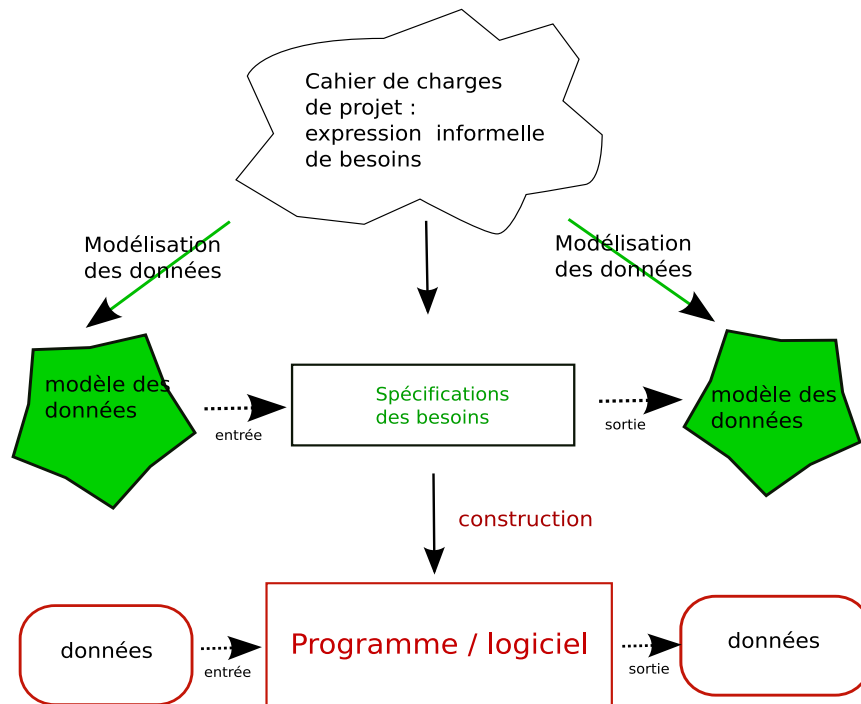 Cahier de charges
de projet :
expression informelle
de besoins
Modélisation
des données
Modélisation
des données
modèle des
données
entrée
Spécifications
des besoins
sortie
modèle des
données
construction
données
entrée
Programme / logiciel
sortie
données